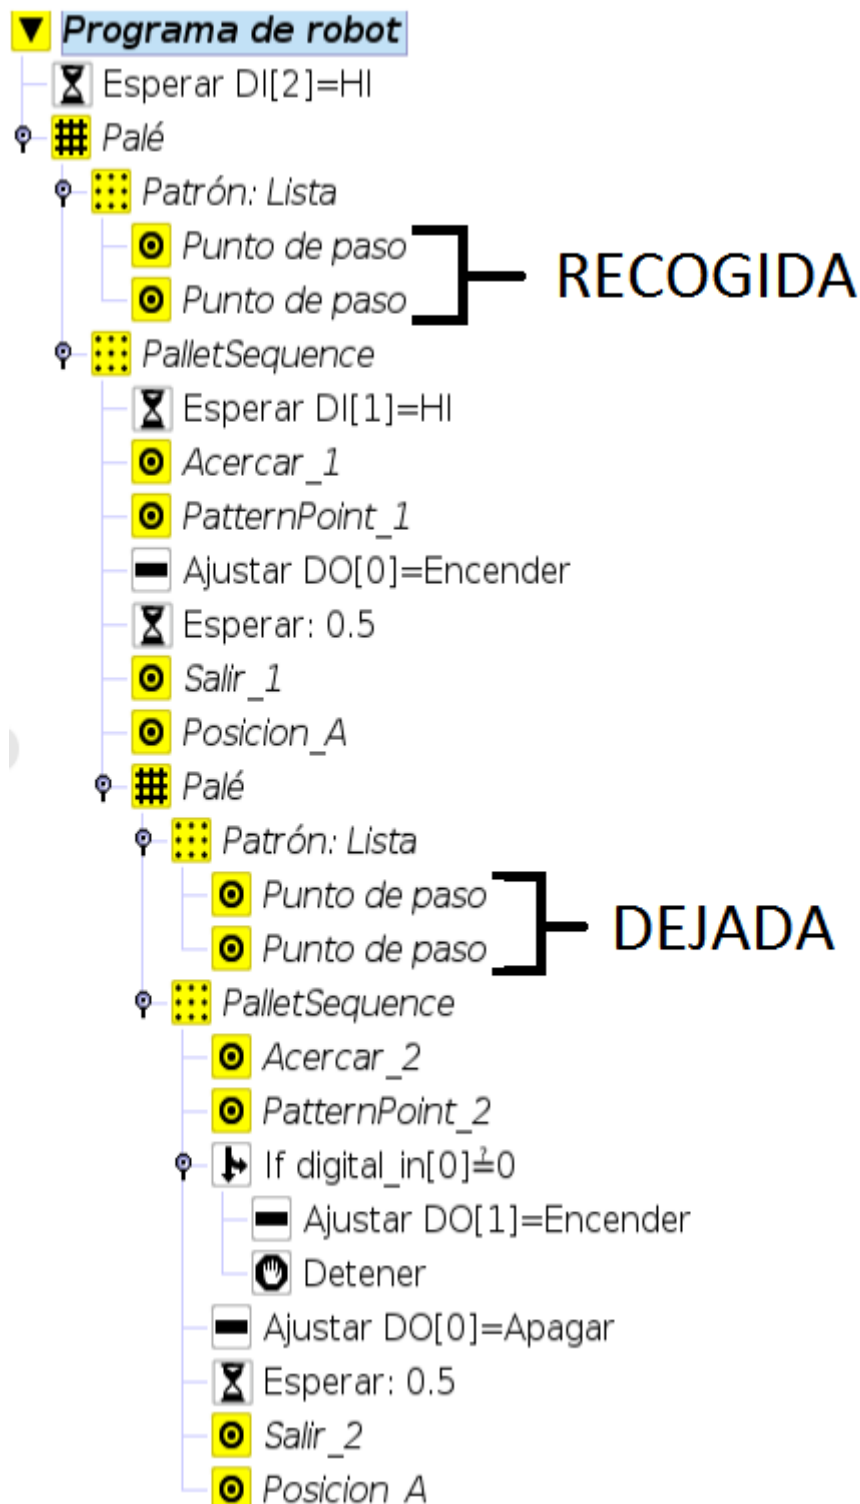 Programa de robot
Esperar DI[2]=HI
Palé
Patrón: Lista
Punto de paso
Punto de paso
RECOGIDA
PalletSequence
Esperar DI[1]=HI
Acercar_1
PatternPoint_1
Ajustar DO[0]=Encender
Esperar: 0.5
Salir_1
Posicion_A
Palé
Patrón: Lista
Punto de paso
Punto de paso
DEJADA
PalletSequence
Acercar_2
PatternPoint_2
If digital_in[0]≟0
Ajustar DO[1]=Encender
Detener
Ajustar DO[0]=Apagar
Esperar: 0.5
Salir_2
Posicion_A